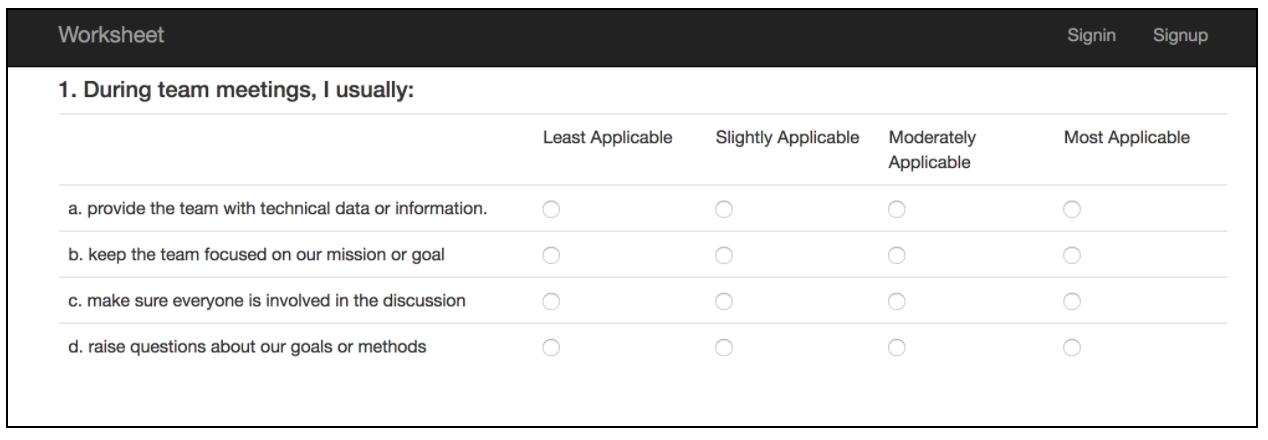 Worksheet Signin Signup
1. During team meetings, I usually:
Least Applicable Slightly Applicable Moderately Applicable Most Applicable
a. provide the team with technical data or information.
b. keep the team focused on our mission or goal
c. make sure everyone is involved in the discussion
d. raise questions about our goals or methods